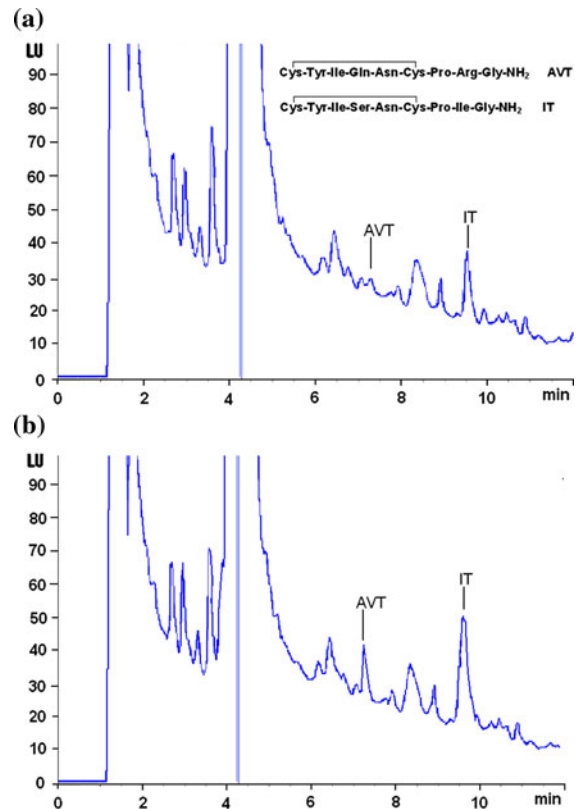 (a)
LU
Cys-Tyr-Ile-Gln-Asn-Cys-Pro-Arg-Gly-NH2 AVT
Cys-Tyr-Ile-Ser-Asn-Cys-Pro-Ile-Gly-NH2 IT
90
80
70
60
50
40
30
20
10
0
AVT
IT
0 2 4 6 8 10 min
(b)
LU
90
80
70
60
50
40
30
20
10
0
AVT
IT
0 2 4 6 8 10 min